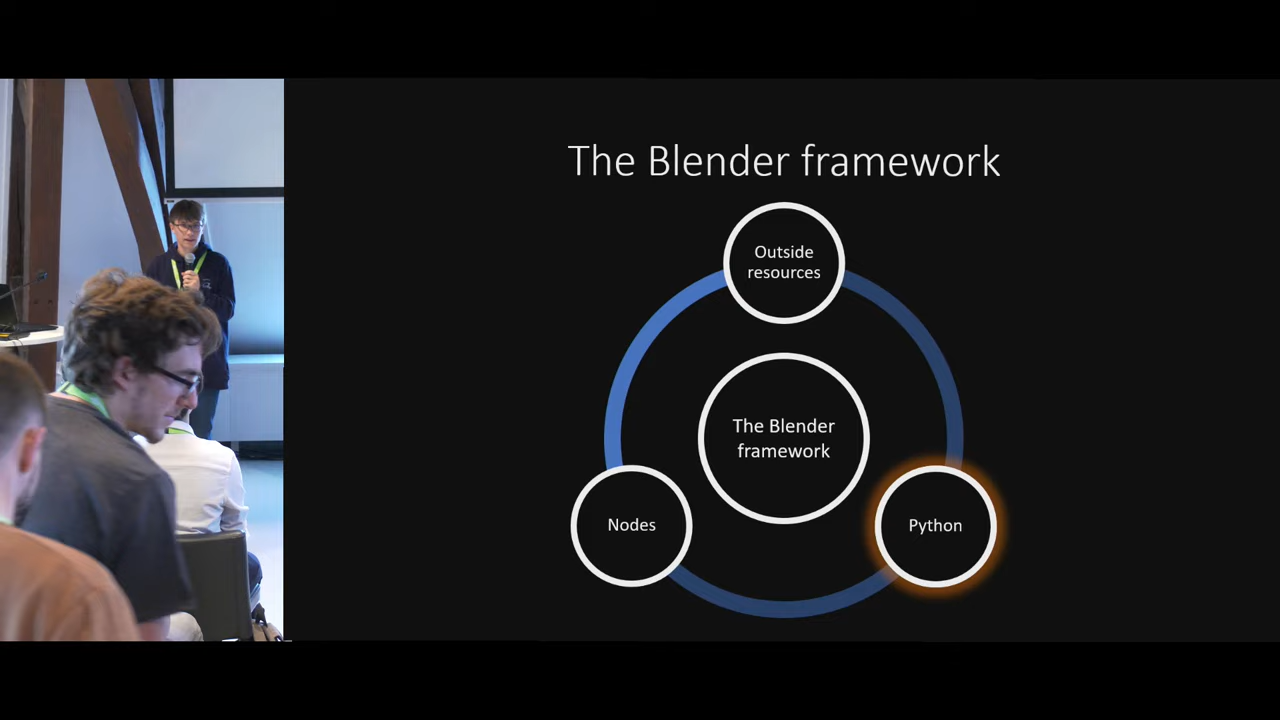 The Blender framework
Outside
resources
The Blender
framework
Nodes
Python